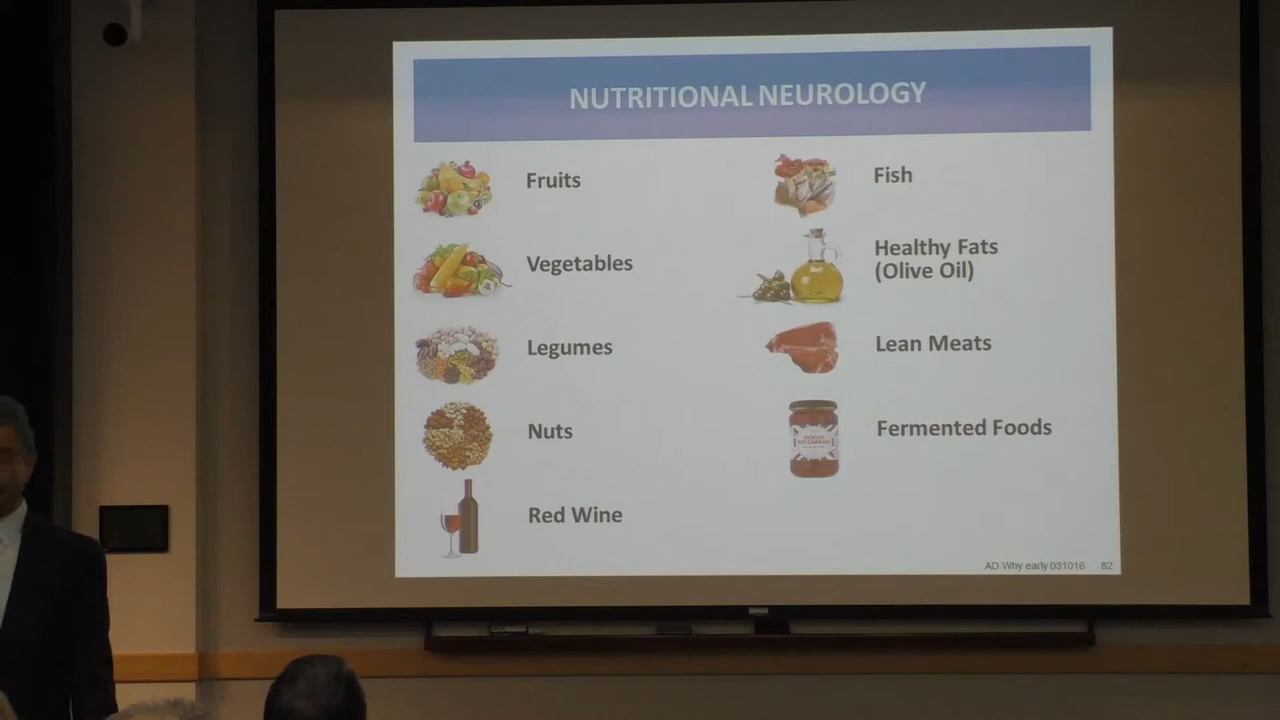 NUTRITIONAL NEUROLOGY
Fruits
Vegetables
Legumes
Nuts
Red Wine
Fish
Healthy Fats
(Olive Oil)
Lean Meats
Fermented Foods
AD Why early 031016 82